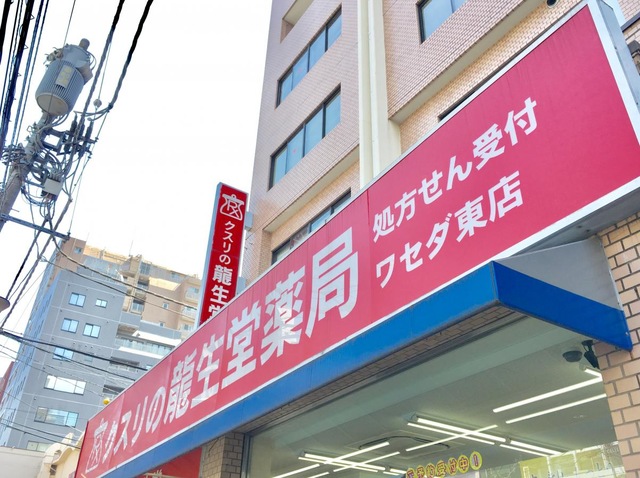 クスリの龍生堂薬局
処方せん受付
ワセダ東店
クスリの龍生堂